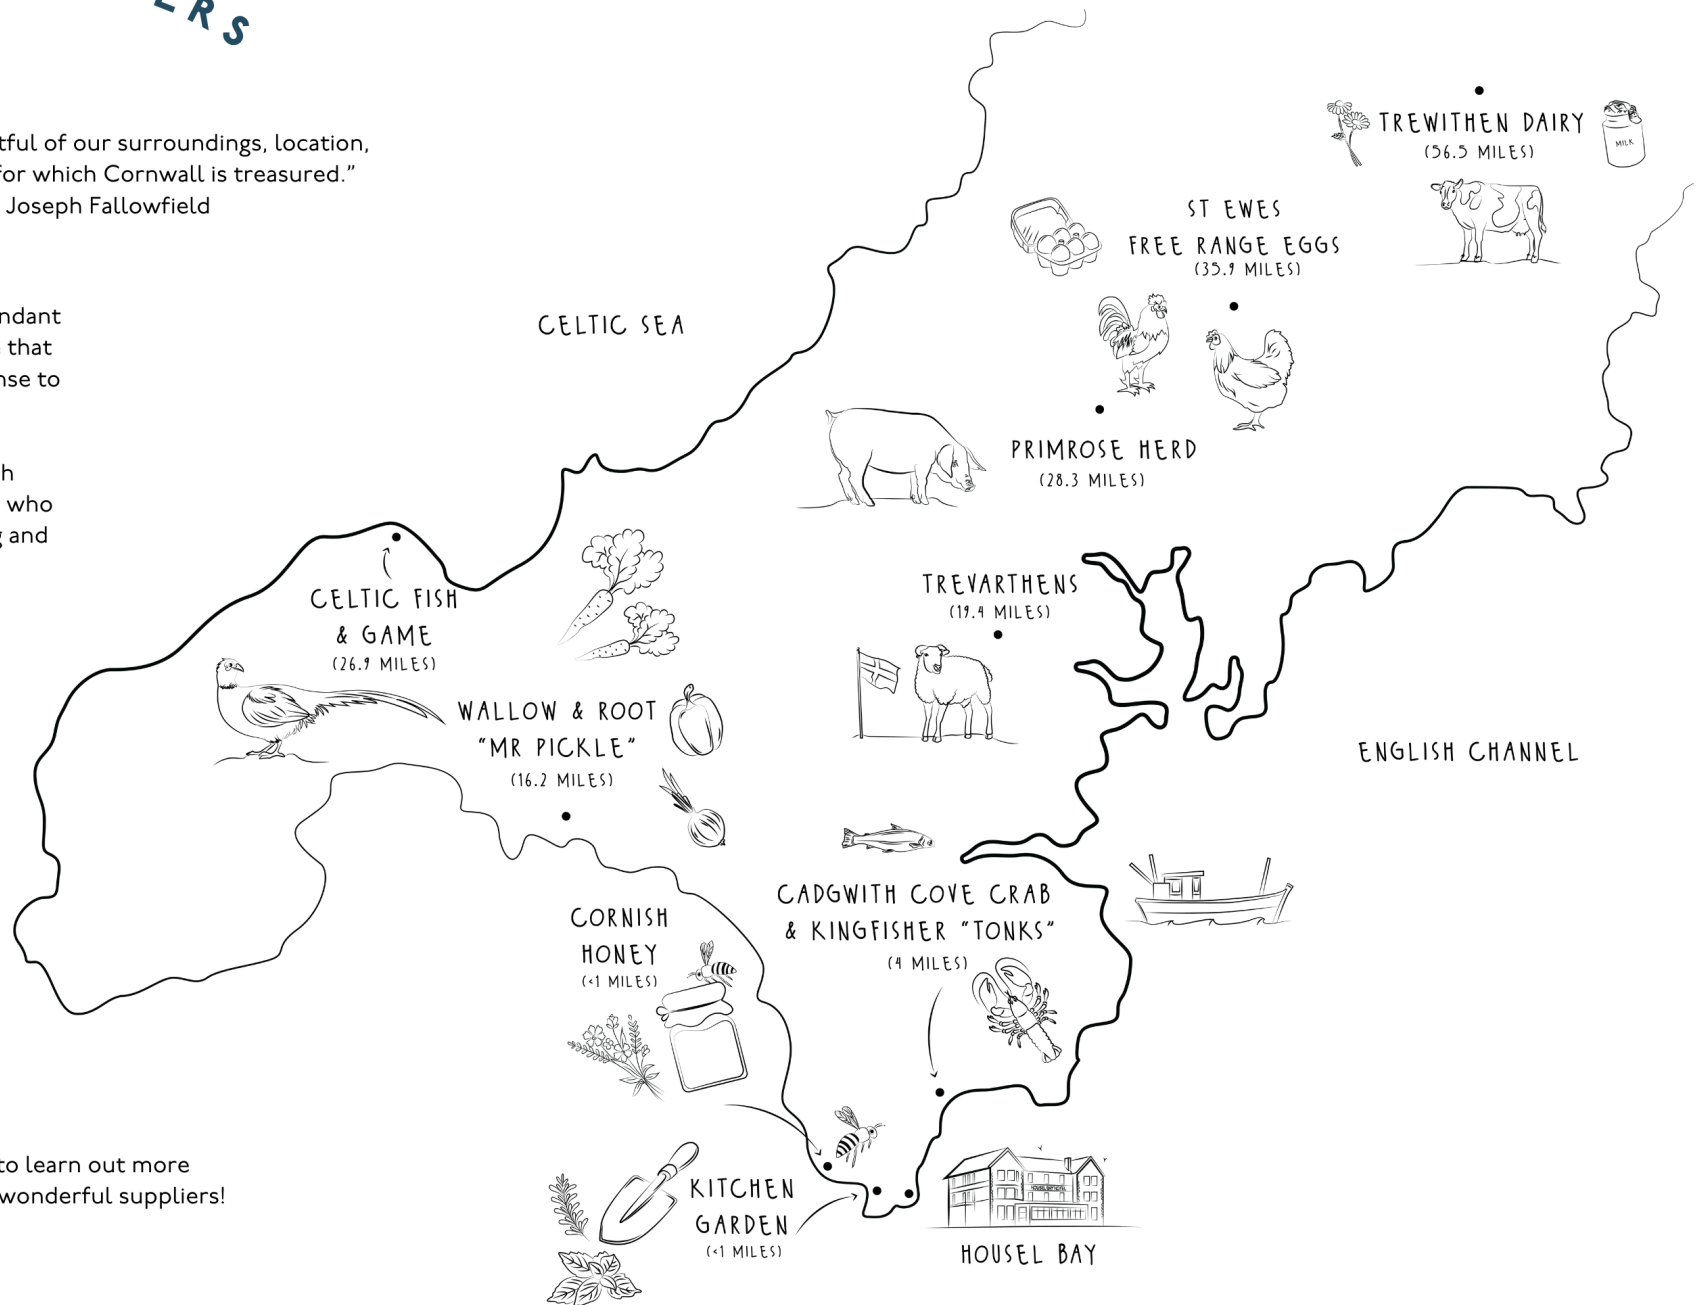 ERS
tful of our surroundings, location,
for which Cornwall is treasured.”
Joseph Fallowfield
ndant
that
nse to
h
who
and
to learn out more
wonderful suppliers!
TREWITHEN DAIRY
(56.5 MILES)
MILK
ST EWES
FREE RANGE EGGS
(35.9 MILES)
CELTIC SEA
PRIMROSE HERD
(28.3 MILES)
CELTIC FISH
& GAME
(26.9 MILES)
TREVARTHENS
(19.4 MILES)
WALLOW & ROOT
“MR PICKLE”
(16.2 MILES)
ENGLISH CHANNEL
CADGWITH COVE CRAB
& KINGFISHER “TONKS”
(4 MILES)
CORNISH
HONEY
(<1 MILES)
KITCHEN
GARDEN
(<1 MILES)
HOUSEL BAY HOTEL
HOUSEL BAY